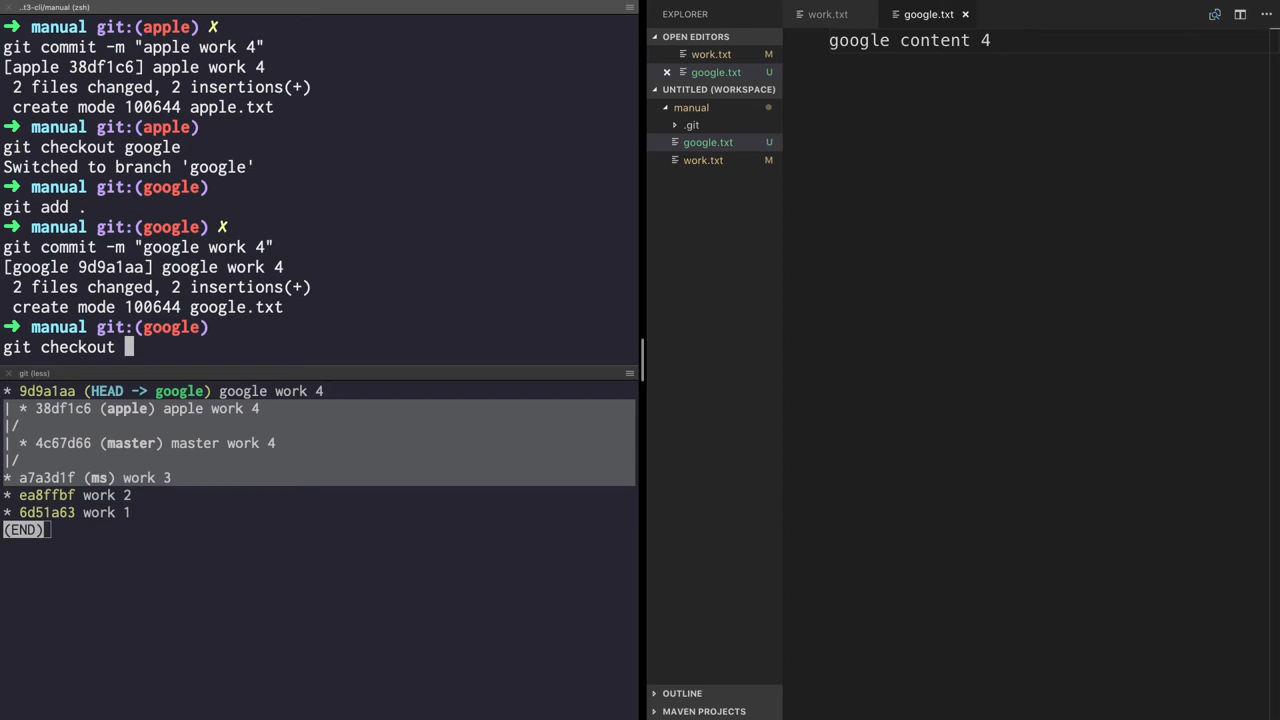 ..t3-cli/manual (zsh)
➜ manual git:(apple) ✗
git commit -m "apple work 4"
[apple 38df1c6] apple work 4
2 files changed, 2 insertions(+)
create mode 100644 apple.txt
➜ manual git:(apple)
git checkout google
Switched to branch 'google'
➜ manual git:(google)
git add .
➜ manual git:(google) ✗
git commit -m "google work 4"
[google 9d9a1aa] google work 4
2 files changed, 2 insertions(+)
create mode 100644 google.txt
➜ manual git:(google)
git checkout
git (less)
* 9d9a1aa (HEAD -> google) google work 4
| * 38df1c6 (apple) apple work 4
|/
| * 4c67d66 (master) master work 4
|/
* a7a3d1f (ms) work 3
* ea8ffbf work 2
* 6d51a63 work 1
(END)
EXPLORER
OPEN EDITORS
work.txt M
google.txt U
UNTITLED (WORKSPACE)
manual
.git
google.txt U
work.txt M
OUTLINE
MAVEN PROJECTS
work.txt
google.txt
google content 4